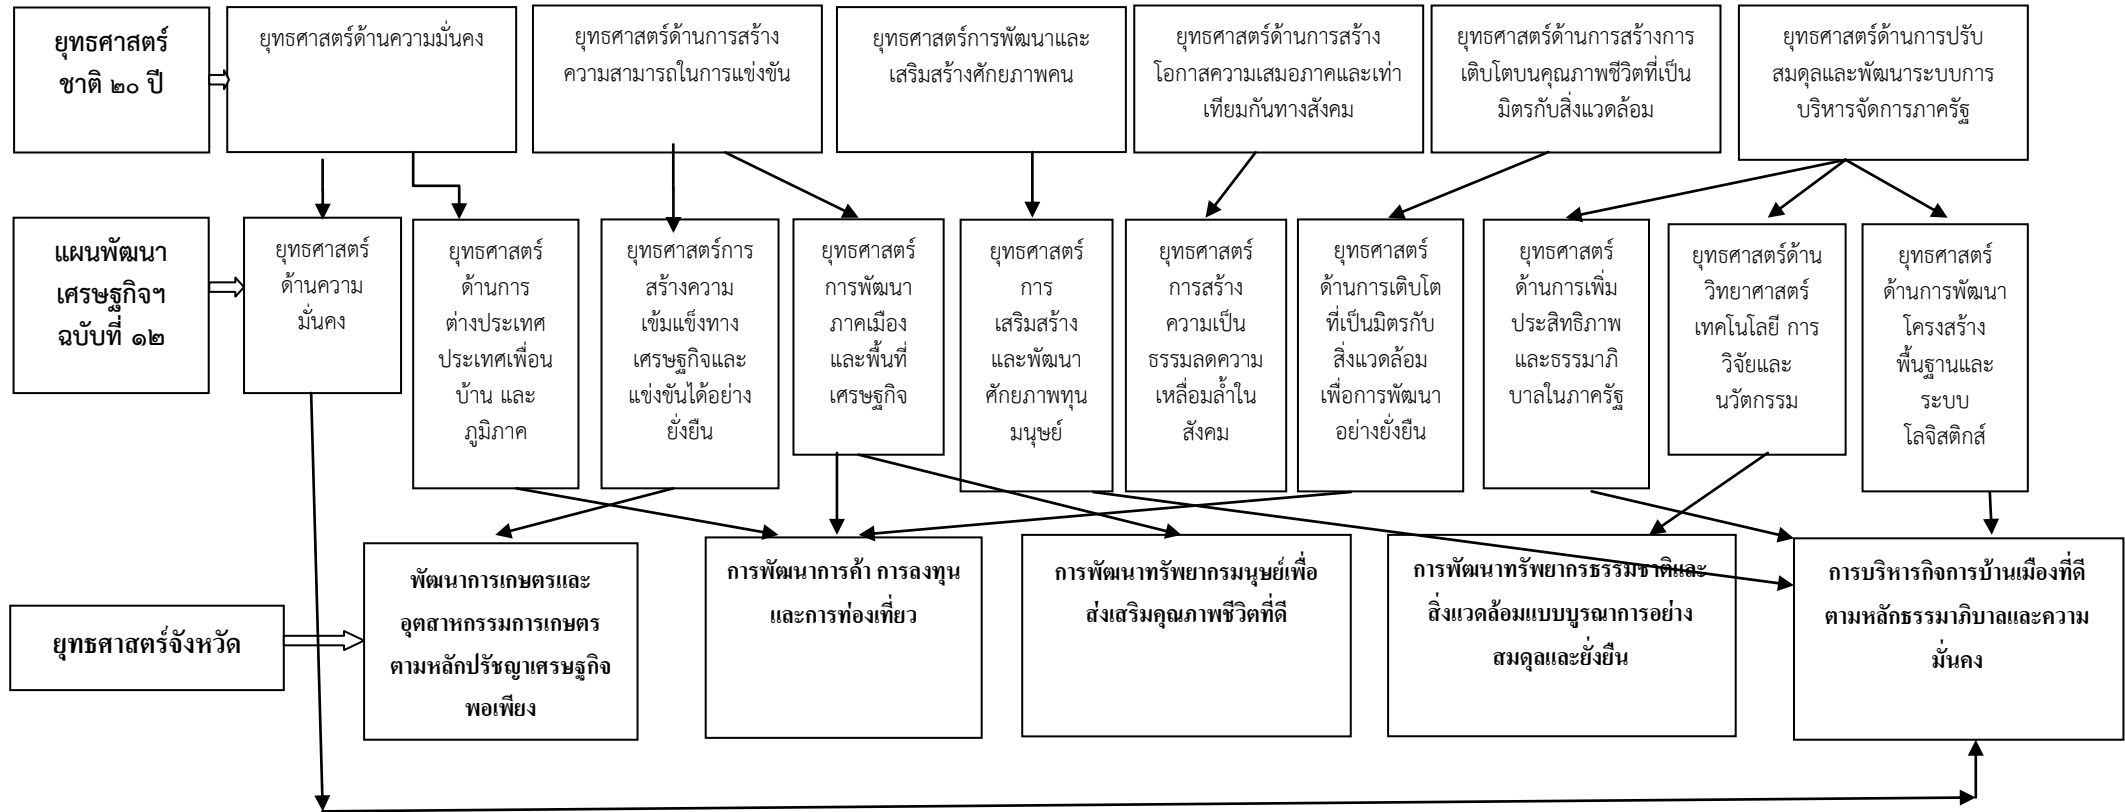 ยุทธศาสตร์
ชาติ ๒๐ ปี
ยุทธศาสตร์ด้านความมั่นคง
ยุทธศาสตร์ด้านการสร้าง
ความสามารถในการแข่งขัน
ยุทธศาสตร์การพัฒนาและ
เสริมสร้างศักยภาพคน
ยุทธศาสตร์ด้านการสร้าง
โอกาสความเสมอภาคและเท่า
เทียมกันทางสังคม
ยุทธศาสตร์ด้านการสร้างการ
เติบโตบนคุณภาพชีวิตที่เป็น
มิตรกับสิ่งแวดล้อม
ยุทธศาสตร์ด้านการปรับ
สมดุลและพัฒนาระบบการ
บริหารจัดการภาครัฐ
แผนพัฒนา
เศรษฐกิจฯ
ฉบับที่ ๑๒
ยุทธศาสตร์
ด้านความ
มั่นคง
ยุทธศาสตร์
ด้านการ
ต่างประเทศ
ประเทศเพื่อน
บ้าน และ
ภูมิภาค
ยุทธศาสตร์การ
สร้างความ
เข้มแข็งทาง
เศรษฐกิจและ
แข่งขันได้อย่าง
ยั่งยืน
ยุทธศาสตร์
การพัฒนา
ภาคเมือง
และพื้นที่
เศรษฐกิจ
ยุทธศาสตร์
การ
เสริมสร้าง
และพัฒนา
ศักยภาพทุน
มนุษย์
ยุทธศาสตร์
การสร้าง
ความเป็น
ธรรมลดความ
เหลื่อมล้ำใน
สังคม
ยุทธศาสตร์
ด้านการเติบโต
ที่เป็นมิตรกับ
สิ่งแวดล้อม
เพื่อการพัฒนา
อย่างยั่งยืน
ยุทธศาสตร์
ด้านการเพิ่ม
ประสิทธิภาพ
และธรรมาภิ
บาลในภาครัฐ
ยุทธศาสตร์ด้าน
วิทยาศาสตร์
เทคโนโลยี การ
วิจัยและ
นวัตกรรม
ยุทธศาสตร์
ด้านการพัฒนา
โครงสร้าง
พื้นฐานและ
ระบบ
โลจิสติกส์
ยุทธศาสตร์จังหวัด
พัฒนาการเกษตรและ
อุตสาหกรรมการเกษตร
ตามหลักปรัชญาเศรษฐกิจ
พอเพียง
การพัฒนาการค้า การลงทุน
และการท่องเที่ยว
การพัฒนาทรัพยากรมนุษย์เพื่อ
ส่งเสริมคุณภาพชีวิตที่ดี
การพัฒนาทรัพยากรธรรมชาติและ
สิ่งแวดล้อมแบบบูรณาการอย่าง
สมดุลและยั่งยืน
การบริหารกิจการบ้านเมืองที่ดี
ตามหลักธรรมาภิบาลและความ
มั่นคง